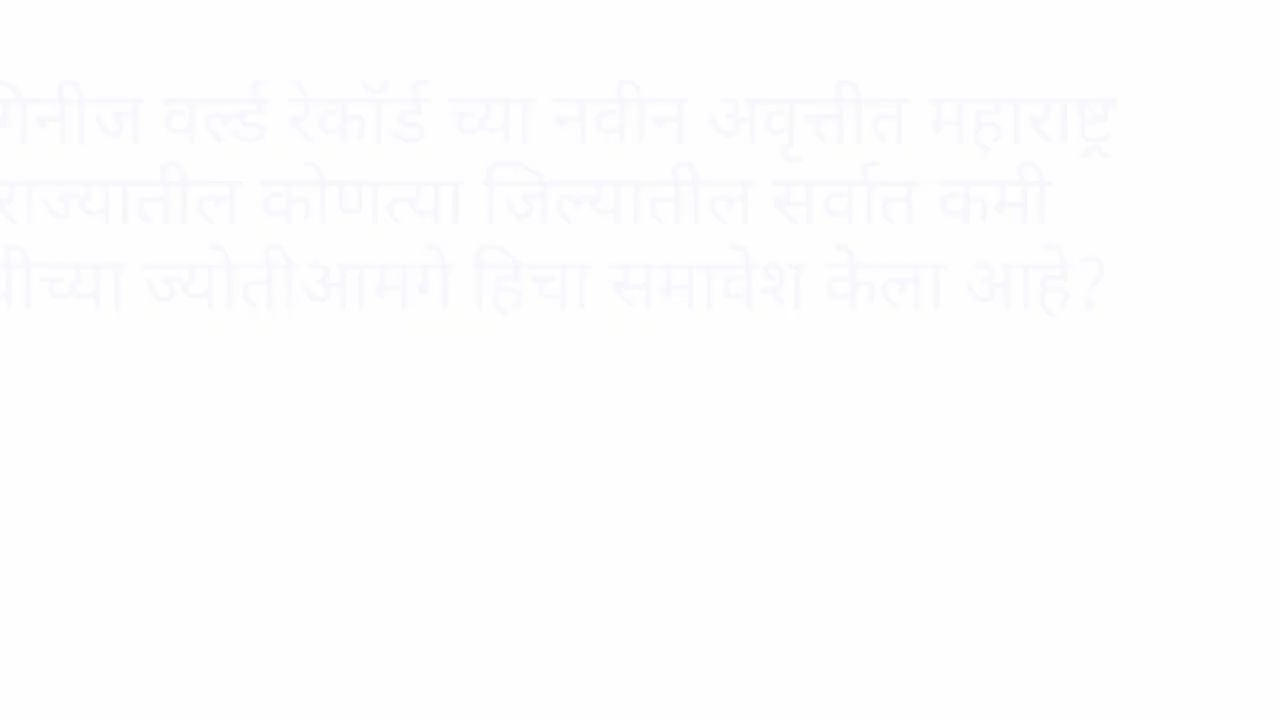 गिनीज वर्ल्ड रेकॉर्ड च्या नवीन अवृत्तीत महाराष्ट्र
राज्यातील कोणत्या जिल्यातील सर्वात कमी
ज्योतीआमगे हिचा समावेश केला आहे?